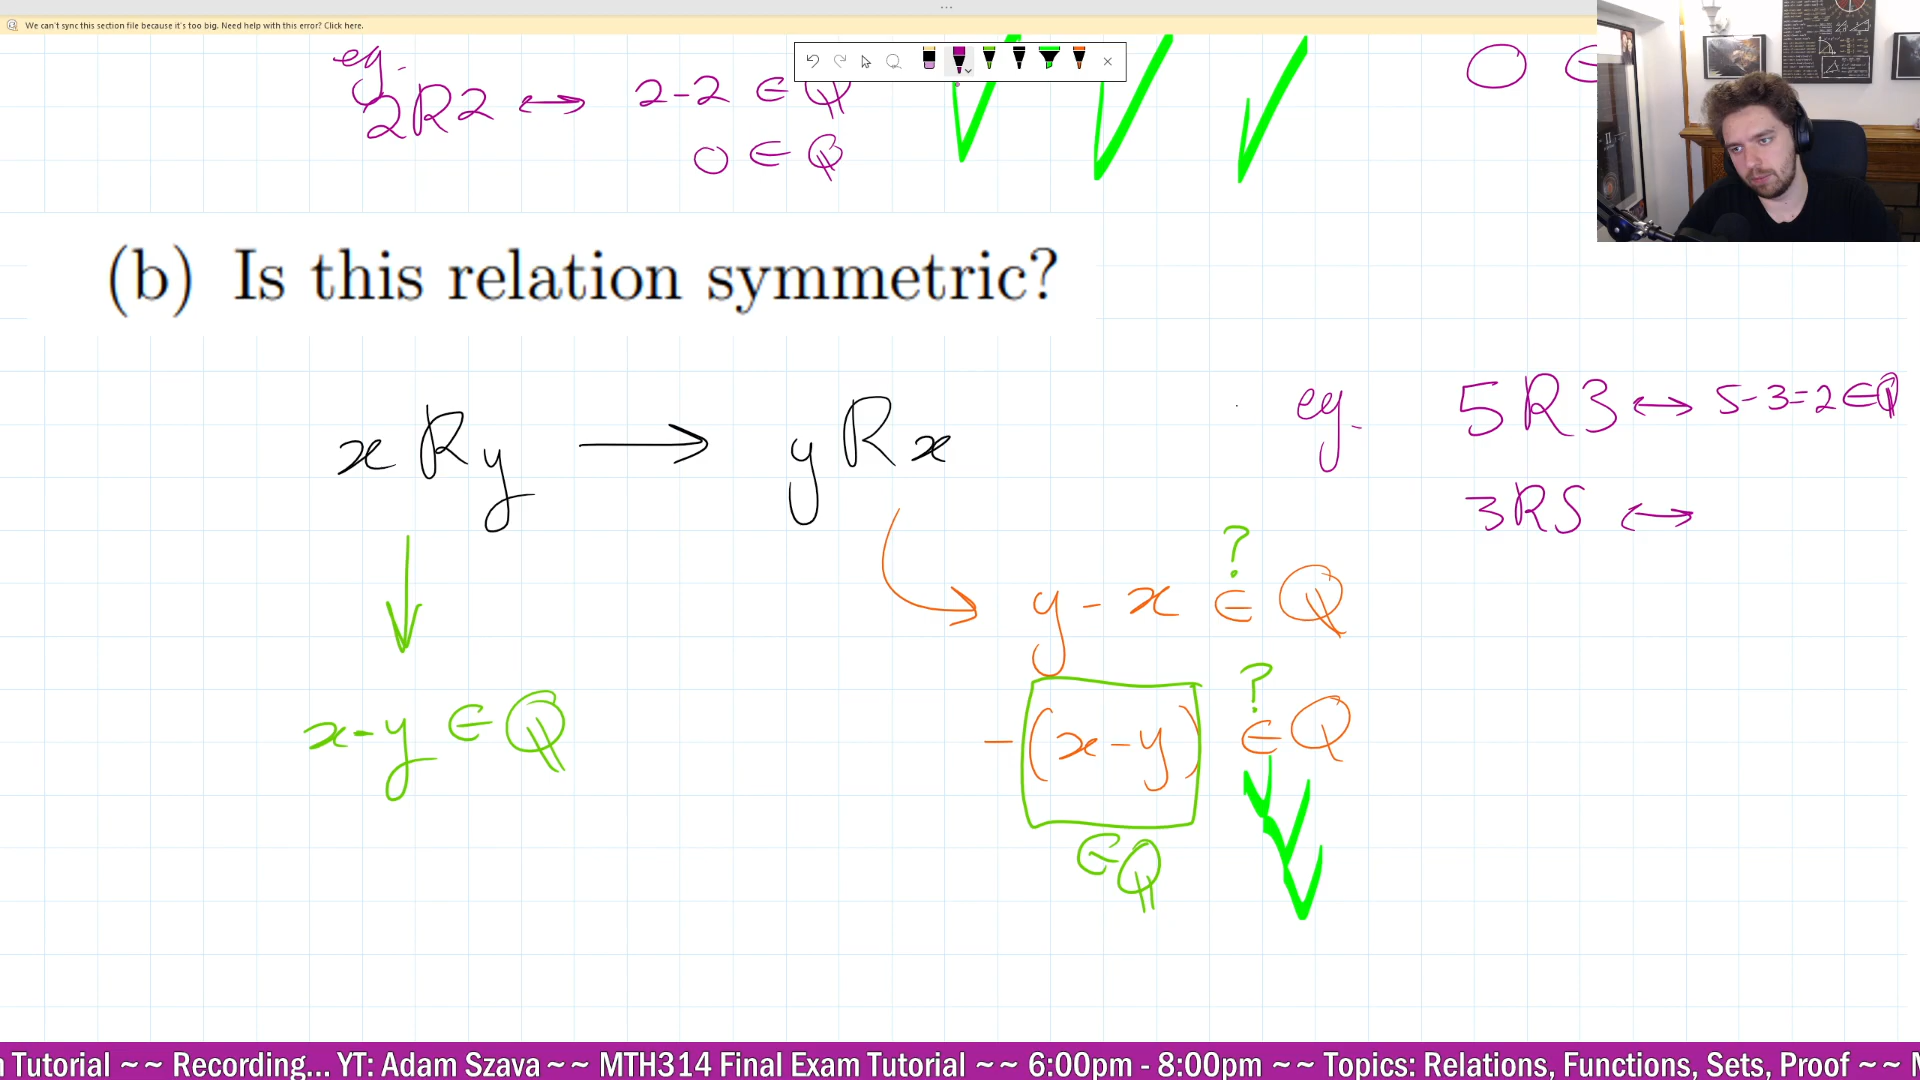 We can't sync this section file because it's too big. Need help with this error? Click here.
eg.
2R2 ↔ 2-2 ∈ ℚ
0 ∈ ℚ
0 ∈
(b) Is this relation symmetric?
xRy → yRx
eg. 5R3 ↔ 5-3=2 ∈ ℚ
3R5 ↔
?
y-x ∈ ℚ
?
x-y ∈ ℚ
-(x-y) ∈ ℚ
∈ ℚ
Tutorial ~~ Recording... YT: Adam Szava ~~ MTH314 Final Exam Tutorial ~~ 6:00pm - 8:00pm ~~ Topics: Relations, Functions, Sets, Proof ~~